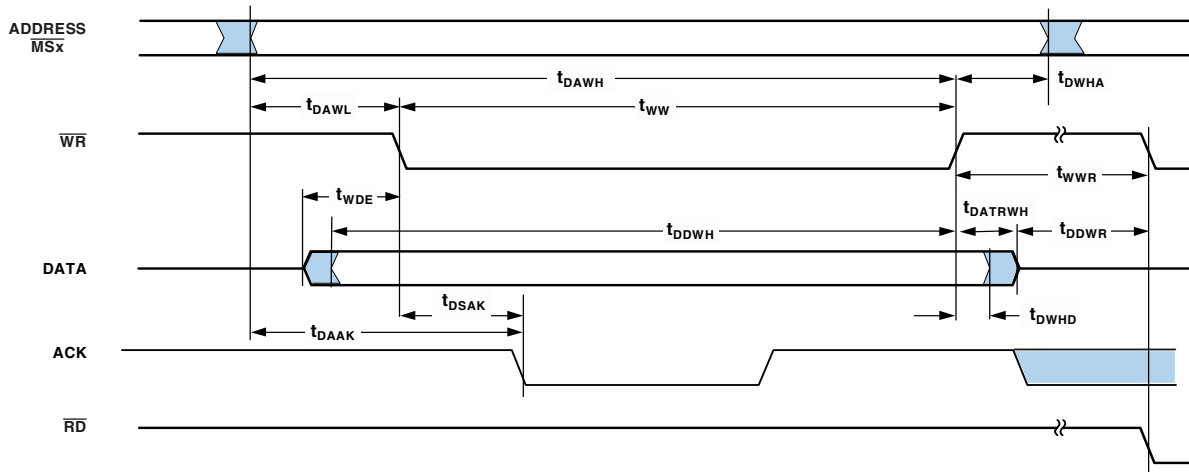 ADDRESS
MSx
tDAWH
tDWHA
tDAWL
tWW
WR
tWDE
tWWR
tDATRWH
tDDWH
tDDWR
DATA
tDSAK
tDWHD
tDAAK
ACK
RD